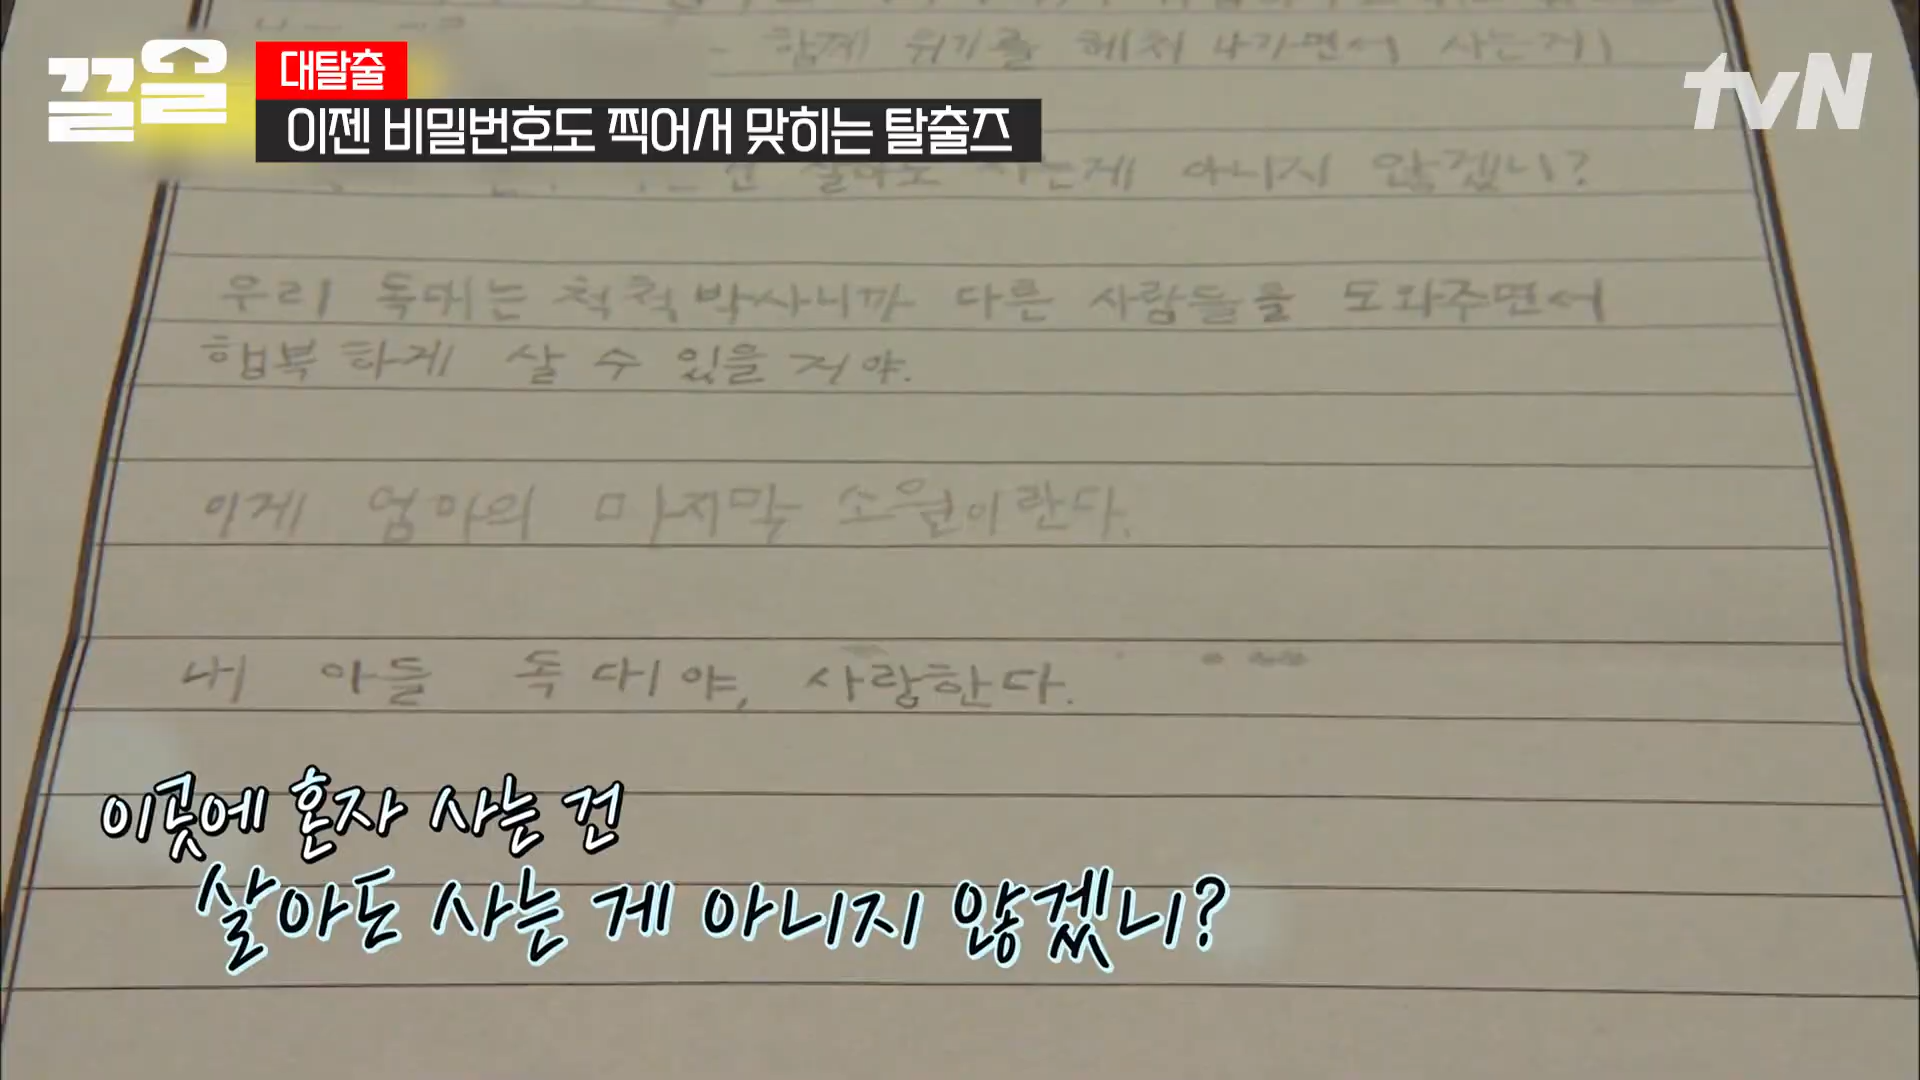 끌올
대탈출
tvN
이젠 비밀번호도 찍어서 맞히는 탈출즈
함께 위기를 헤쳐 나가면서 사는거
건 살아도 사는게 아니지 않겠니?
우리 독대는 척척박사니까 다른 사람들을 도와주면서
행복하게 살 수 있을 거야.
이게 엄마의 마지막 소원이란다.
내 아들 독대야, 사랑한다.
이곳에 혼자 사는 건
살아도 사는 게 아니지 않겠니?